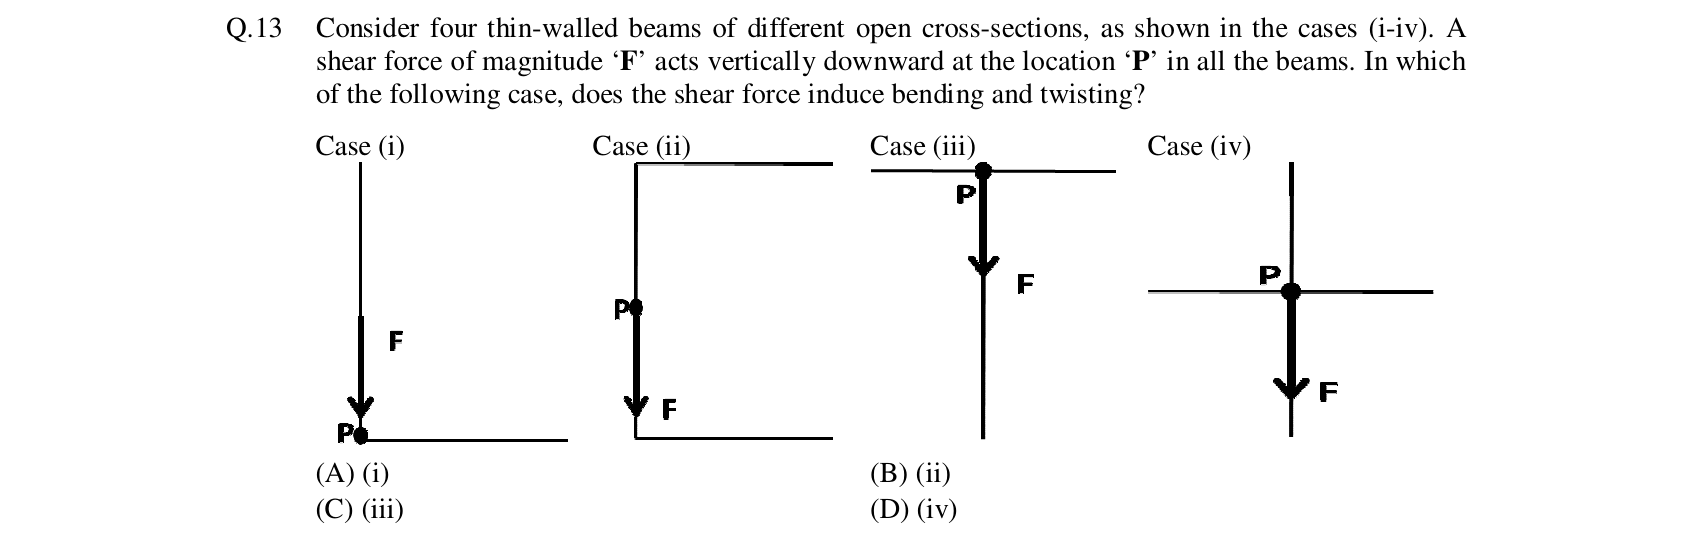 Q.13 Consider four thin-walled beams of different open cross-sections, as shown in the cases (i-iv). A
shear force of magnitude ‘F’ acts vertically downward at the location ‘P’ in all the beams. In which
of the following case, does the shear force induce bending and twisting?
Case (i) Case (ii) Case (iii) Case (iv)
P
P
P
F
F
F
F
P
(A) (i) (B) (ii)
(C) (iii) (D) (iv)